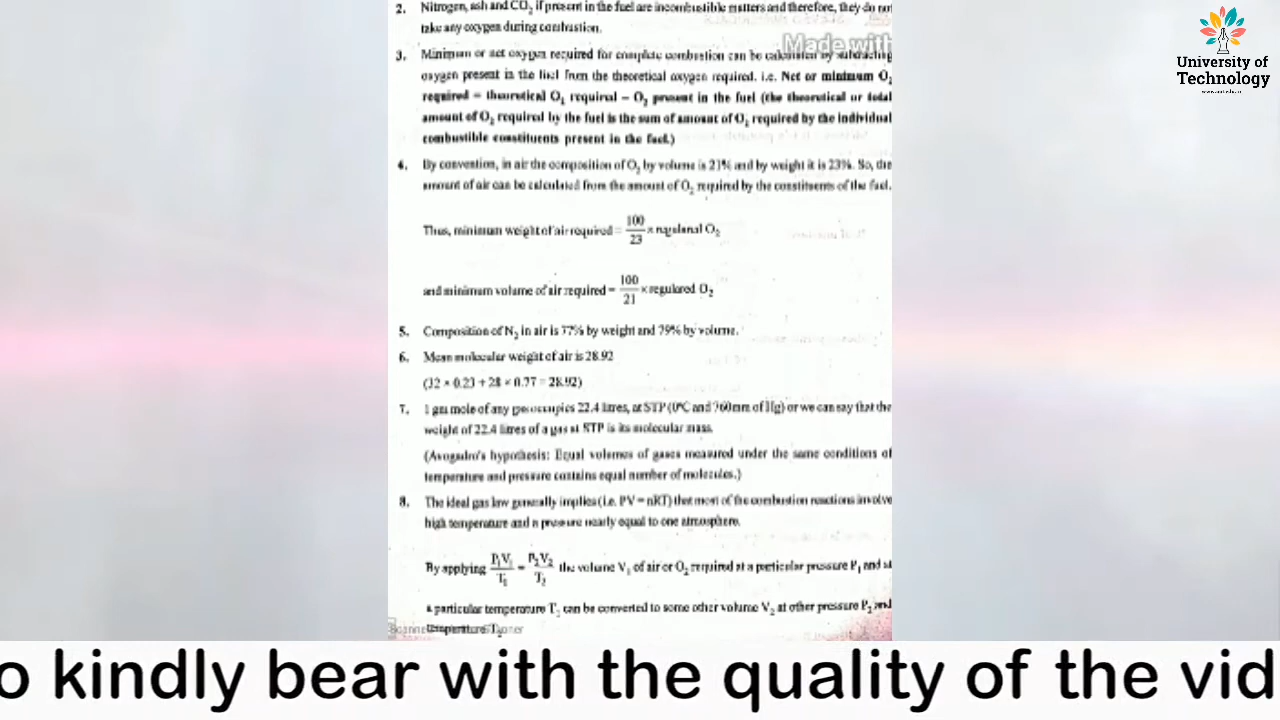 2. Nitrogen, ash and CO2 if present in the fuel are incombustible matters and therefore, they do not
take any oxygen during combustion.
Made with
3. Minimum or net oxygen required for complete combustion can be calculated by subtracting
oxygen present in the fuel from the theoretical oxygen required. i.e. Net or minimum O2
required = theoretical O2 required – O2 present in the fuel (the theoretical or total
amount of O2 required by the fuel is the sum of amount of O2 required by the individual
combustible constituents present in the fuel.)
4. By convention, in air the composition of O2 by volume is 21% and by weight it is 23%. So, the
amount of air can be calculated from the amount of O2 required by the constituents of the fuel.
Thus, minimum weight of air required = 100/23 × required O2
and minimum volume of air required = 100/21 × required O2
5. Composition of N2 in air is 77% by weight and 79% by volume.
6. Mean molecular weight of air is 28.92
(32 × 0.23 + 28 × 0.77 = 28.92)
7. 1 gm mole of any gas occupies 22.4 litres, at STP (0°C and 760mm of Hg) or we can say that the
weight of 22.4 litres of a gas at STP is its molecular mass.
(Avogadro's hypothesis: Equal volumes of gases measured under the same conditions of
temperature and pressure contains equal number of molecules.)
8. The ideal gas law generally implies (i.e. PV = nRT) that most of the combustion reactions involve
high temperature and a pressure nearly equal to one atmosphere.
By applying P1V1/T1 = P2V2/T2 the volume V1 of air or O2 required at a particular pressure P1 and at
a particular temperature T1 can be converted to some other volume V2 at other pressure P2 and
temperature T2
University of
Technology
o kindly bear with the quality of the vid